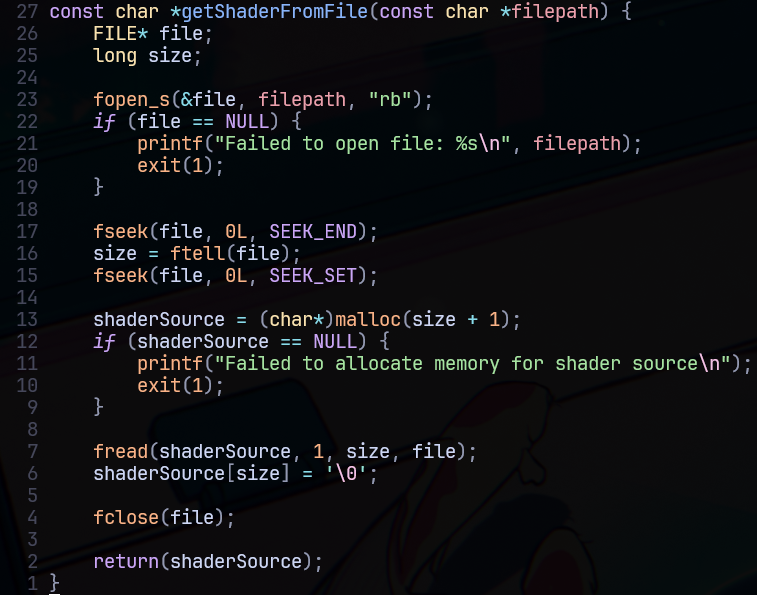 27 const char *getShaderFromFile(const char *filepath) {
26     FILE* file;
25     long size;
24
23     fopen_s(&file, filepath, "rb");
22     if (file == NULL) {
21         printf("Failed to open file: %s\n", filepath);
20         exit(1);
19     }
18
17     fseek(file, 0L, SEEK_END);
16     size = ftell(file);
15     fseek(file, 0L, SEEK_SET);
14
13     shaderSource = (char*)malloc(size + 1);
12     if (shaderSource == NULL) {
11         printf("Failed to allocate memory for shader source\n");
10         exit(1);
9     }
8
7     fread(shaderSource, 1, size, file);
6     shaderSource[size] = '\0';
5
4     fclose(file);
3
2     return(shaderSource);
1 }